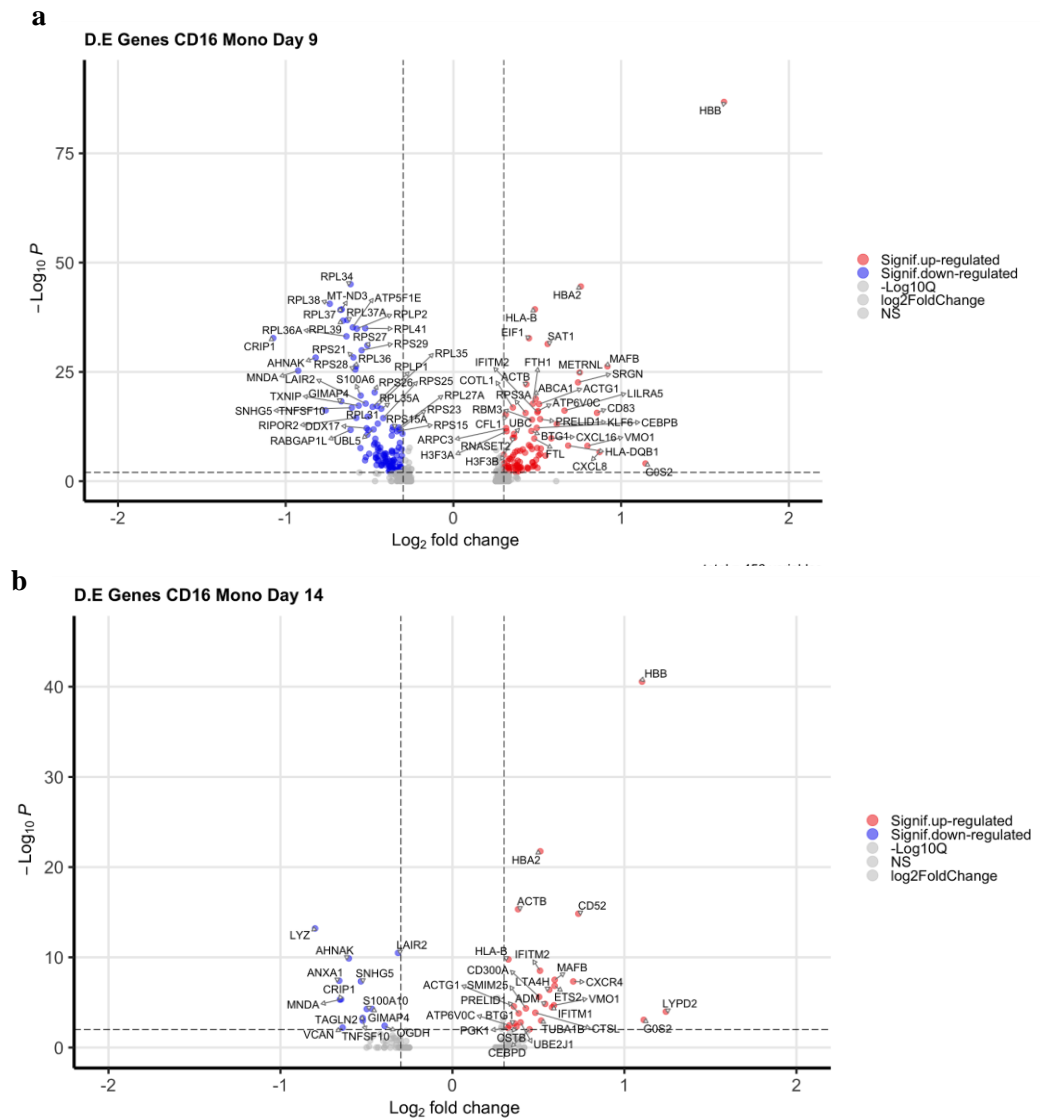 a
D.E Genes CD16 Mono Day 9
HBB
75
50
25
0
−Log10 P
RPL34
RPL38
MT-ND3
ATP5F1E
RPL37
RPL37A
RPLP2
RPL36A
RPL39
RPL41
CRIP1
RPS27
RPS29
RPS21
RPL36
RPL35
AHNAK
RPS28
RPLP1
MNDA
LAIR2
S100A6
RPS26
RPS25
TXNIP
GIMAP4
RPL35A
RPL27A
SNHG5
TNFSF10
RPL31
RPS15A
RPS23
RIPOR2
DDX17
RPS15
RABGAP1L
UBL5
HBA2
HLA-B
EIF1
SAT1
IFITM2
FTH1
METRNL
MAFB
SRGN
COTL1
ACTB
ABCA1
ACTG1
LILRA5
RPS3A
ATP6V0C
CD83
RBM3
CFL1
UBC
PRELID1
KLF6
CEBPB
ARPC3
BTG1
CXCL16
VMO1
RNASET2
H3F3A
FTL
HLA-DQB1
H3F3B
CXCL8
G0S2
-2
-1
0
1
2
Log2 fold change
Signif.up-regulated
Signif.down-regulated
-Log10Q
log2FoldChange
NS
b
D.E Genes CD16 Mono Day 14
HBB
40
30
20
10
0
−Log10 P
HBA2
ACTB
CD52
LYZ
LAIR2
AHNAK
HLA-B
IFITM2
ANXA1
SNHG5
CD300A
MAFB
CRIP1
ACTG1
SMIM25
LTA4H
CXCR4
MNDA
S100A10
PRELID1
ADM
ETS2
VMO1
LYPD2
TAGLN2
GIMAP4
ATP6V0C
BTG1
IFITM1
G0S2
VCAN
TNFSF10
OGDH
PGK1
CSTB
TUBA1B
CTSL
CEBPD
UBE2J1
-2
-1
0
1
2
Log2 fold change
Signif.up-regulated
Signif.down-regulated
-Log10Q
NS
log2FoldChange